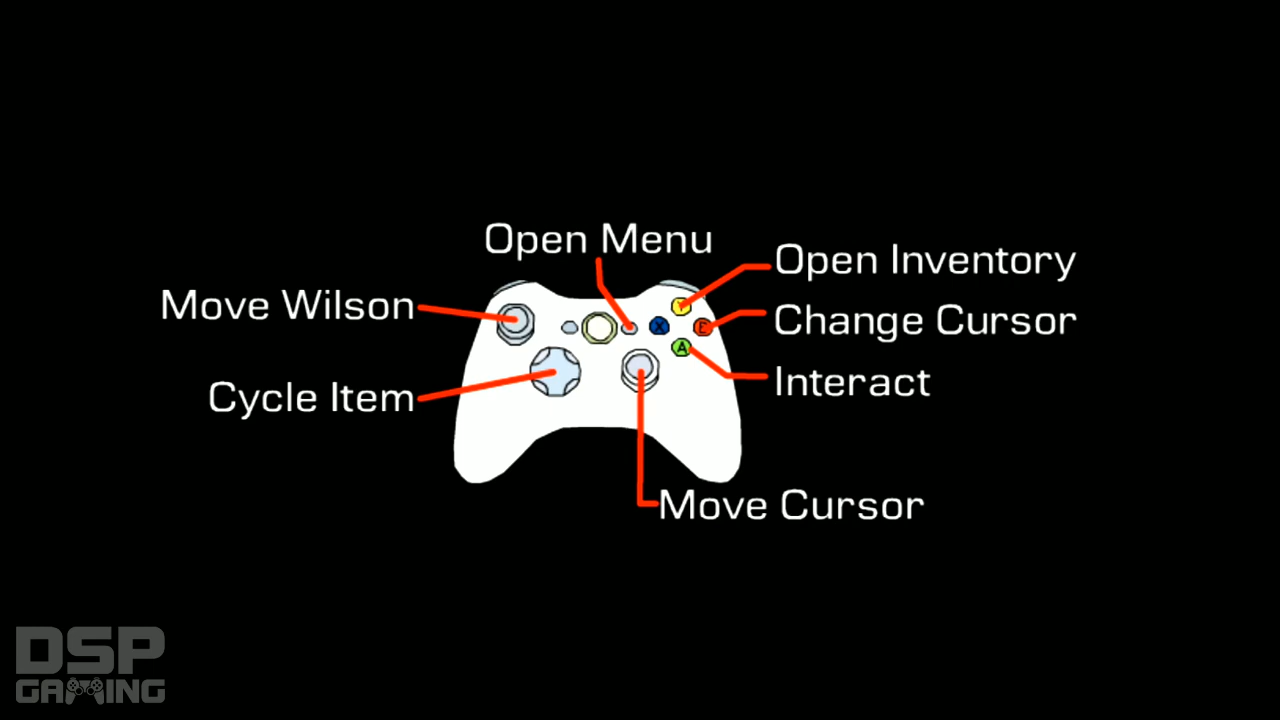 Open Menu
Open Inventory
Move Wilson
Change Cursor
Cycle Item
Interact
Move Cursor
Y
X
B
A
DSP
GAMING